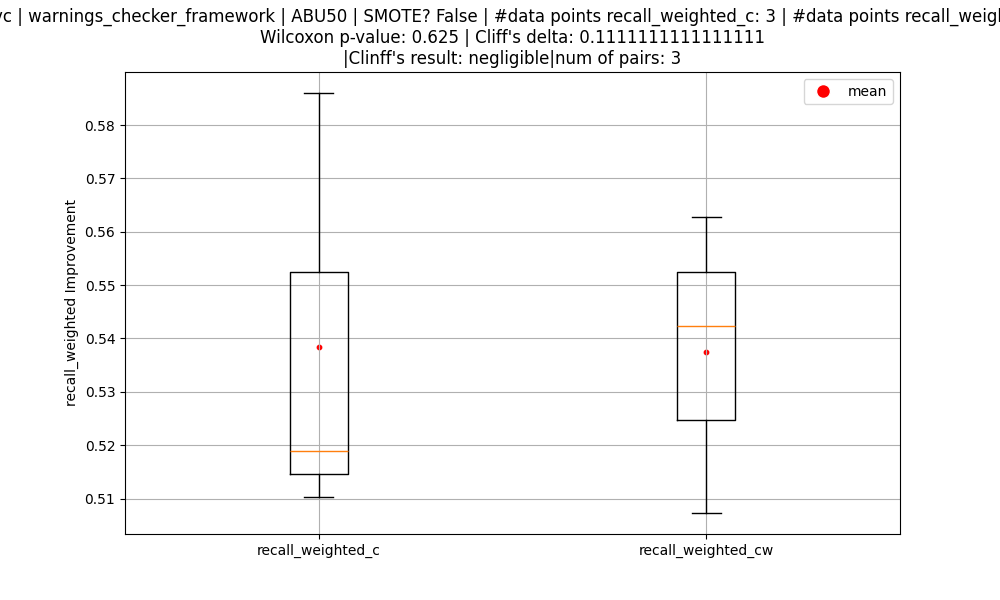 | warnings_checker_framework | ABU50 | SMOTE? False | #data points recall_weighted_c: 3 | #data points
Wilcoxon p-value: 0.625 | Cliff's delta: 0.1111111111111111
|Clinff's result: negligible|num of pairs: 3
mean
0.58
0.57
0.56
0.55
0.54
0.53
0.52
0.51
recall_weighted Improvement
recall_weighted_c
recall_weighted_cw